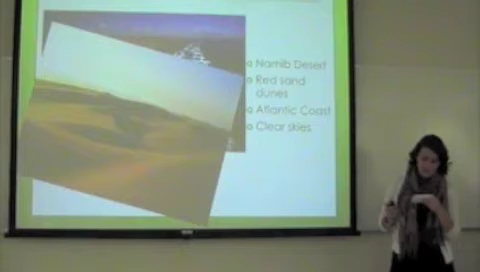 Namib Desert
Red sand
dunes
Atlantic Coast
Clear skies